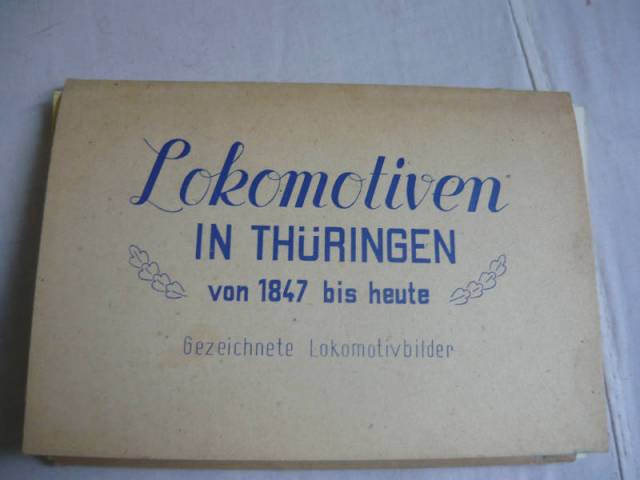 Lokomotiven
IN THÜRINGEN
von 1847 bis heute
Gezeichnete Lokomotivbilder